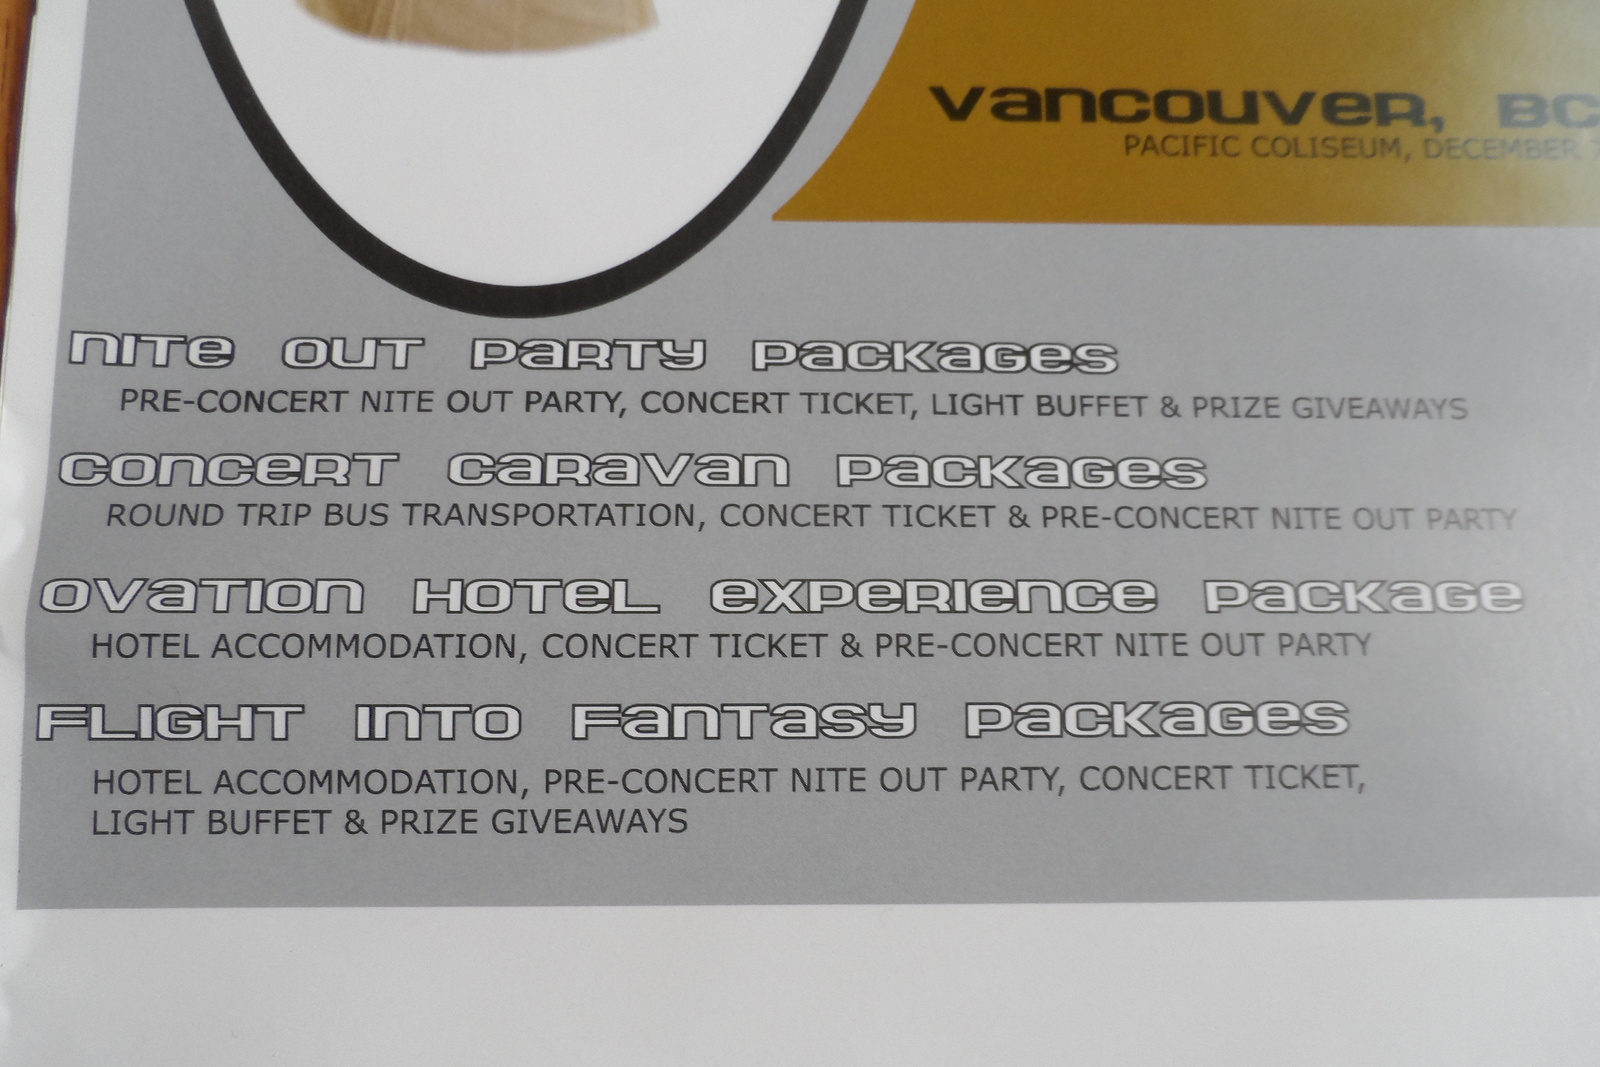 VANCOUVER, BC
PACIFIC COLISEUM, DECEMBER
NITE OUT PARTY PACKAGES
PRE-CONCERT NITE OUT PARTY, CONCERT TICKET, LIGHT BUFFET & PRIZE GIVEAWAYS
CONCERT CARAVAN PACKAGES
ROUND TRIP BUS TRANSPORTATION, CONCERT TICKET & PRE-CONCERT NITE OUT PARTY
OVATION HOTEL EXPERIENCE PACKAGE
HOTEL ACCOMMODATION, CONCERT TICKET & PRE-CONCERT NITE OUT PARTY
FLIGHT INTO FANTASY PACKAGES
HOTEL ACCOMMODATION, PRE-CONCERT NITE OUT PARTY, CONCERT TICKET,
LIGHT BUFFET & PRIZE GIVEAWAYS